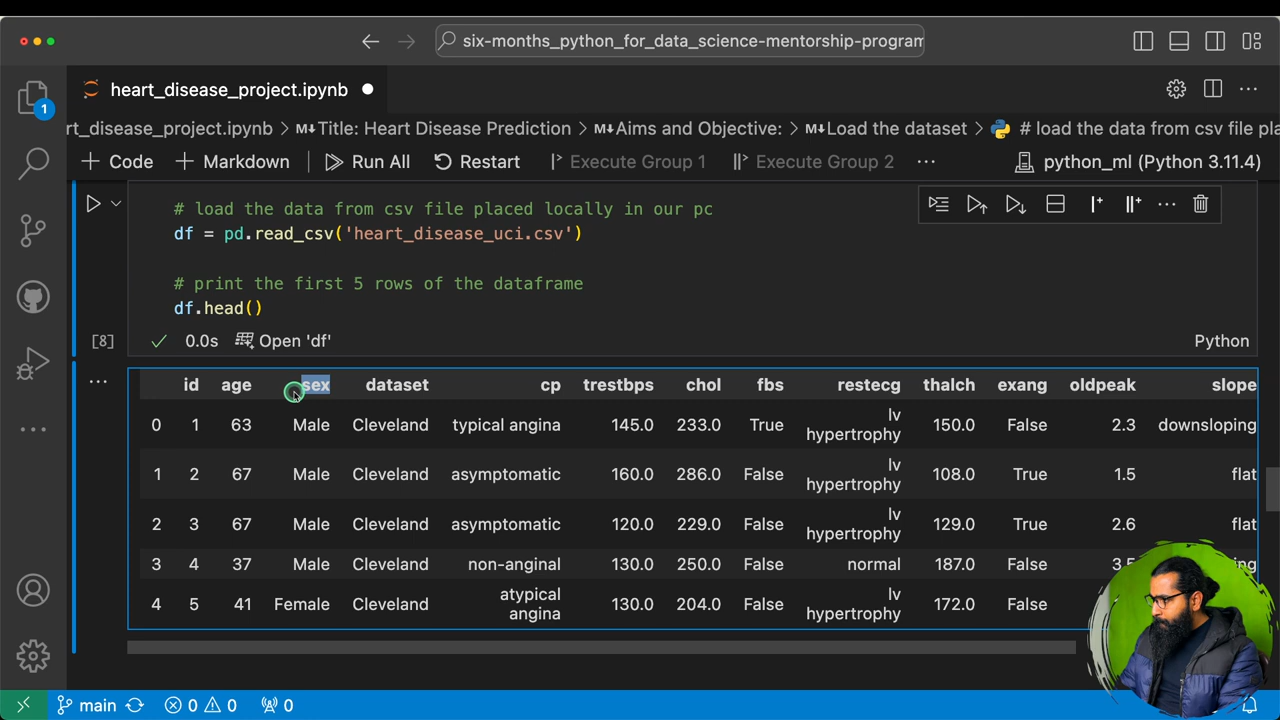 six-months_python_for_data_science-mentorship-program
heart_disease_project.ipynb
1
rt_disease_project.ipynb > M↓Title: Heart Disease Prediction > M↓Aims and Objective: > M↓Load the dataset > # load the data from csv file pla
+ Code + Markdown Run All Restart Execute Group 1 Execute Group 2 ··· python_ml (Python 3.11.4)
# load the data from csv file placed locally in our pc
df = pd.read_csv('heart_disease_uci.csv')
# print the first 5 rows of the dataframe
df.head()
[8] 0.0s Open 'df' Python
id age sex dataset cp trestbps chol fbs restecg thalch exang oldpeak slope
0 1 63 Male Cleveland typical angina 145.0 233.0 True lv hypertrophy 150.0 False 2.3 downsloping
1 2 67 Male Cleveland asymptomatic 160.0 286.0 False lv hypertrophy 108.0 True 1.5 flat
2 3 67 Male Cleveland asymptomatic 120.0 229.0 False lv hypertrophy 129.0 True 2.6 flat
3 4 37 Male Cleveland non-anginal 130.0 250.0 False normal 187.0 False
4 5 41 Female Cleveland atypical angina 130.0 204.0 False lv hypertrophy 172.0 False
main 0 0 0